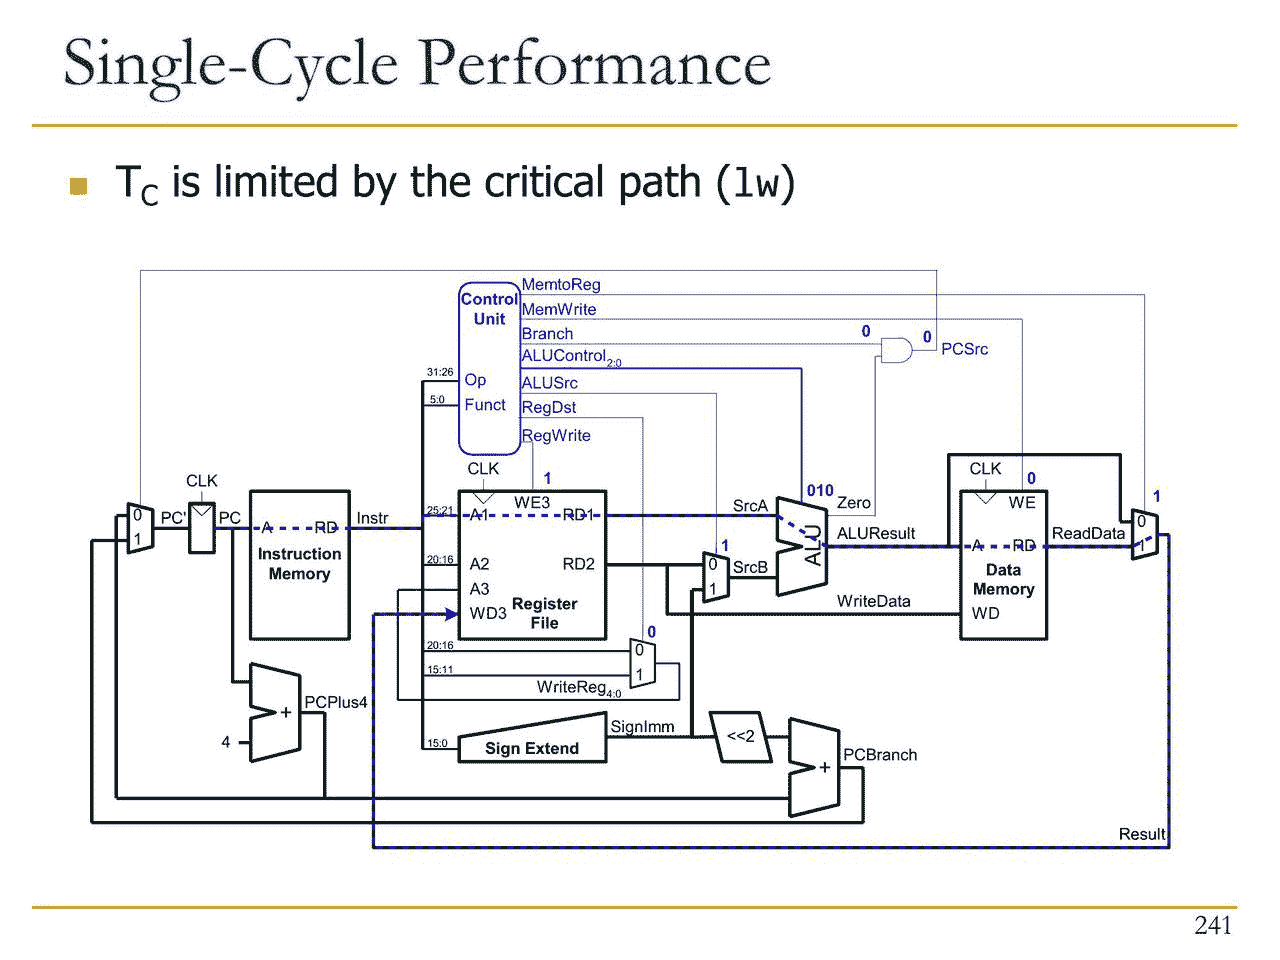 Single-Cycle Performance
TC is limited by the critical path (lw)
MemtoReg
Control
Unit
MemWrite
Branch
0
0
PCSrc
ALUControl2:0
31:26
Op
ALUSrc
5:0
Funct
RegDst
RegWrite
CLK
CLK
CLK
1
0
1
WE3
010
Zero
WE
0
1
PC'
PC
A
RD
Instr
25:21
A1
RD1
SrcA
ALU
ALUResult
A
RD
ReadData
0
1
Instruction
Memory
20:16
A2
RD2
0
1
1
SrcB
Data
Memory
A3
WD3
Register
File
WriteData
WD
20:16
0
0
15:11
1
WriteReg4:0
PCPlus4
+
4
SignImm
15:0
Sign Extend
<<2
+
PCBranch
Result
241